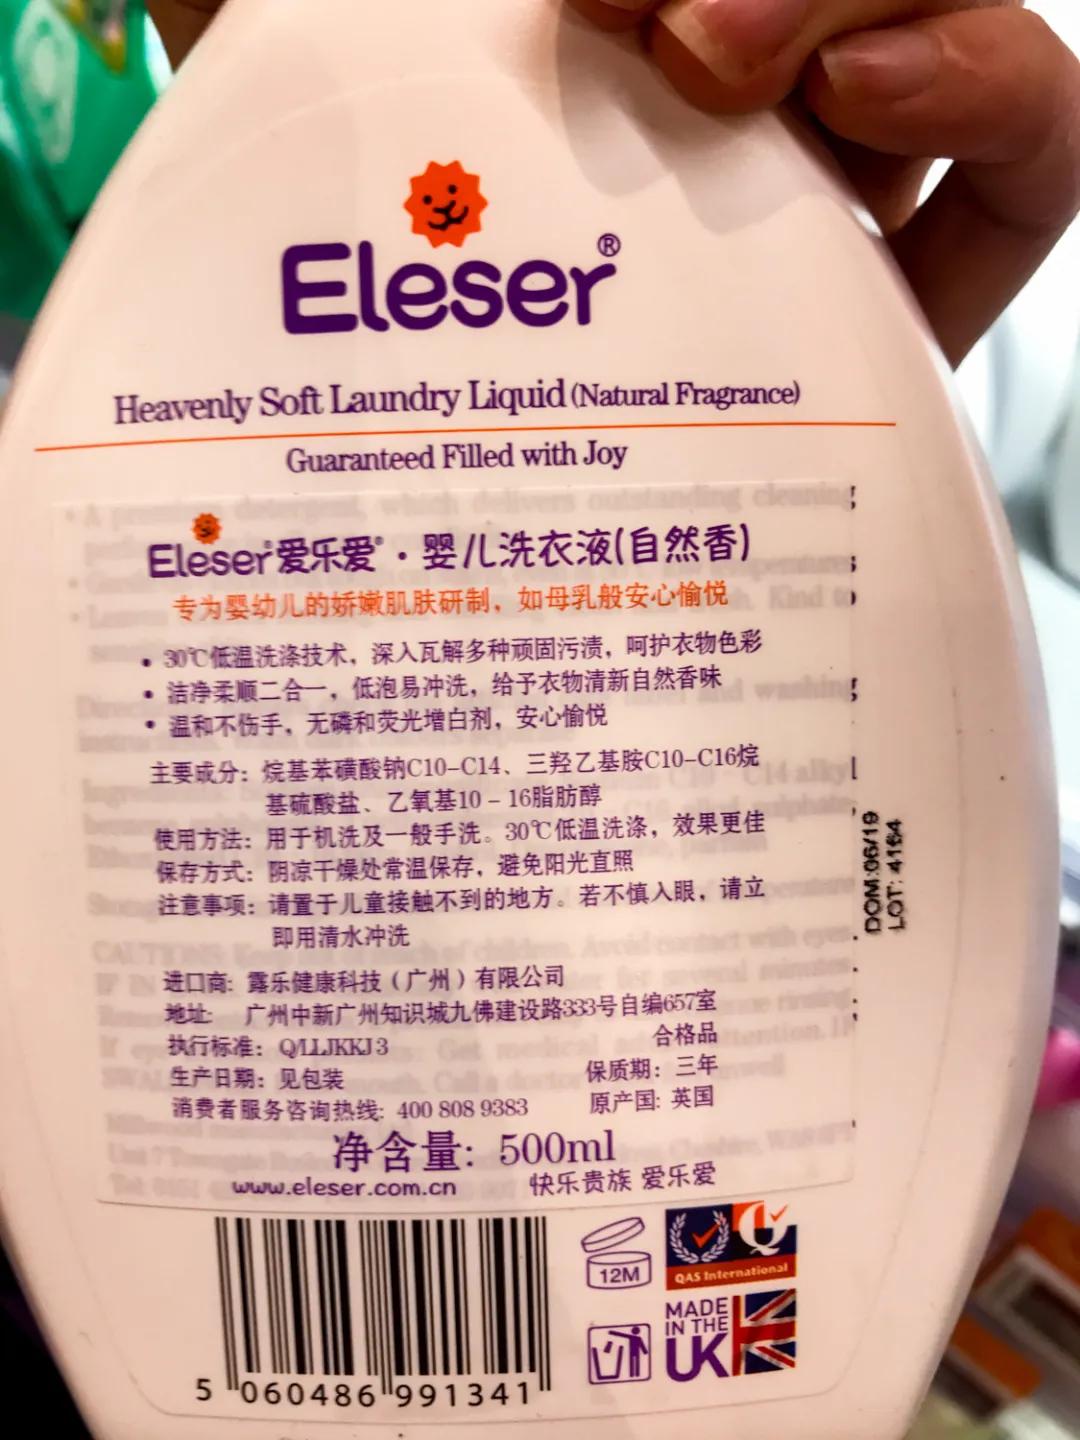 Eleser®
Heavenly Soft Laundry Liquid (Natural Fragrance)
Guaranteed Filled with Joy
Eleser®爱乐爱®·婴儿洗衣液(自然香)
专为婴幼儿的娇嫩肌肤研制，如母乳般安心愉悦
• 30℃低温洗涤技术，深入瓦解多种顽固污渍，呵护衣物色彩
• 洁净柔顺二合一，低泡易冲洗，给予衣物清新自然香味
• 温和不伤手，无磷和荧光增白剂，安心愉悦
主要成分：烷基苯磺酸钠C10-C14、三羟乙基胺C10-C16烷
基硫酸盐、乙氧基10-16脂肪醇
使用方法：用于机洗及一般手洗。30℃低温洗涤，效果更佳
保存方式：阴凉干燥处常温保存，避免阳光直照
注意事项：请置于儿童接触不到的地方。若不慎入眼，请立
即用清水冲洗
进口商：露乐健康科技（广州）有限公司
地址： 广州中新广州知识城九佛建设路333号自编657室
执行标准：Q/LLJKKJ 3 合格品
生产日期：见包装 保质期：三年
消费者服务咨询热线：400 808 9383 原产国：英国
净含量：500ml
www.eleser.com.cn 快乐贵族 爱乐爱
DOM:06/19
LOT: 4164
5 060486 991341
12M
QAS International
MADE
IN THE
UK